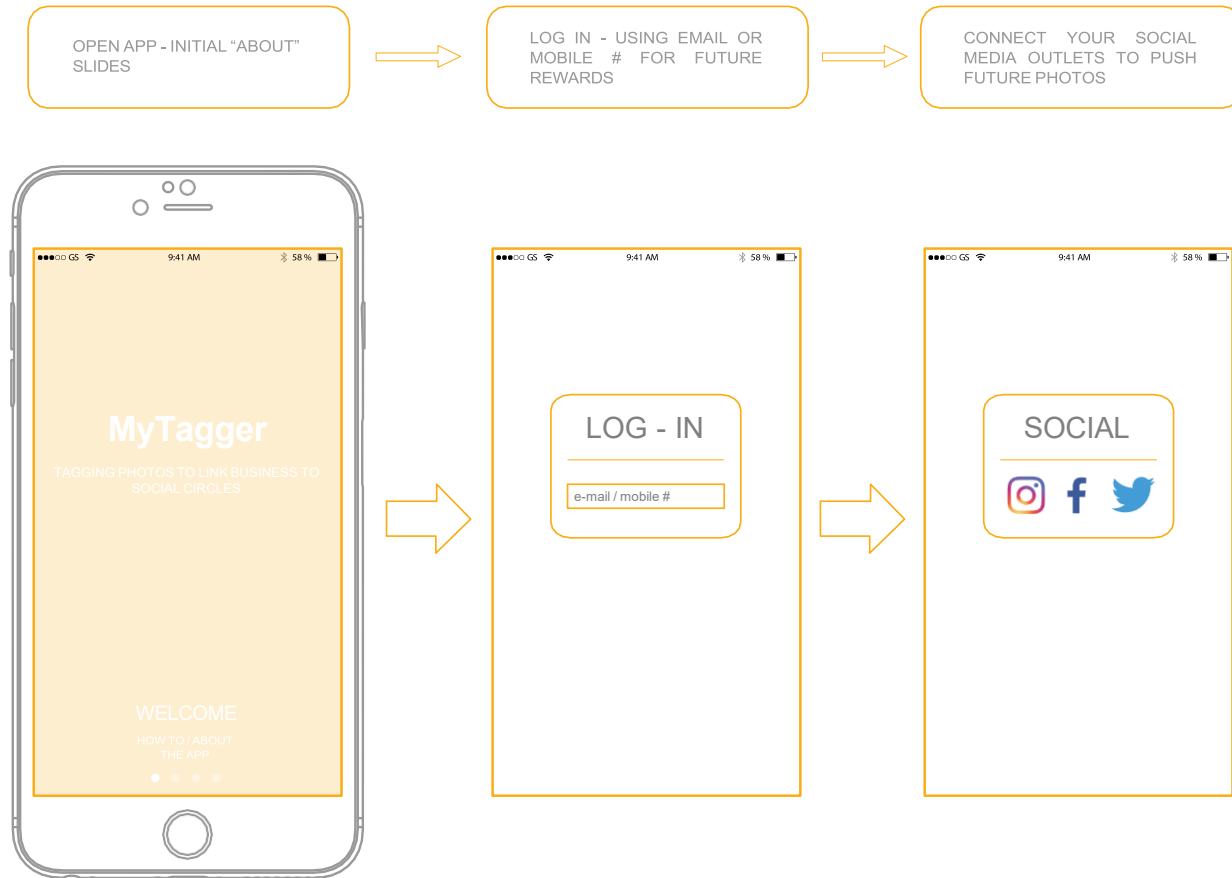 OPEN APP - INITIAL “ABOUT”
SLIDES
LOG IN - USING EMAIL OR
MOBILE # FOR FUTURE
REWARDS
CONNECT YOUR SOCIAL
MEDIA OUTLETS TO PUSH
FUTURE PHOTOS
GS 9:41 AM 58 %
MyTagger
TAGGING PHOTOS TO LINK BUSINESS TO
SOCIAL CIRCLES
WELCOME
HOW TO / ABOUT
THE APP
GS 9:41 AM 58 %
LOG - IN
e-mail / mobile #
GS 9:41 AM 58 %
SOCIAL